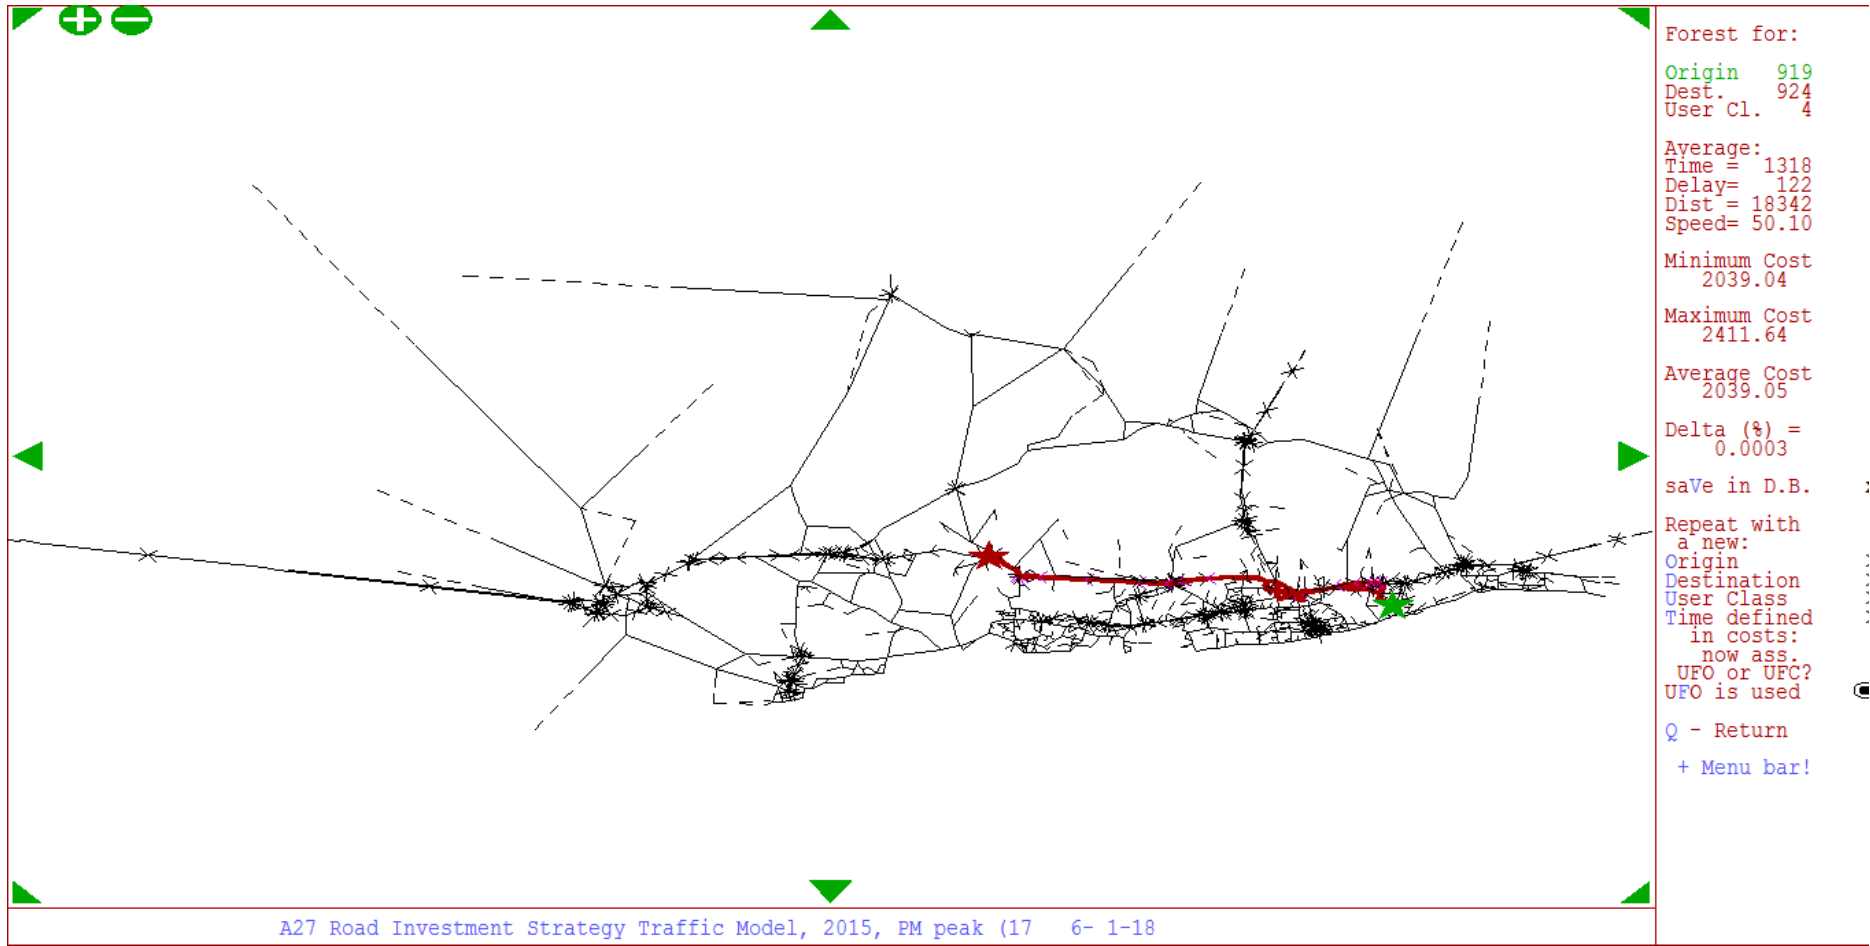 Forest for:
Origin 919
Dest. 924
User Cl. 4
Average:
Time = 1318
Delay= 122
Dist = 18342
Speed= 50.10
Minimum Cost
2039.04
Maximum Cost
2411.64
Average Cost
2039.05
Delta (%) =
0.0003
saVe in D.B.
Repeat with
a new:
Origin
Destination
User Class
Time defined
in costs:
now ass.
UFO or UFC?
UFO is used
Q - Return
+ Menu bar!
A27 Road Investment Strategy Traffic Model, 2015, PM peak (17 6- 1-18